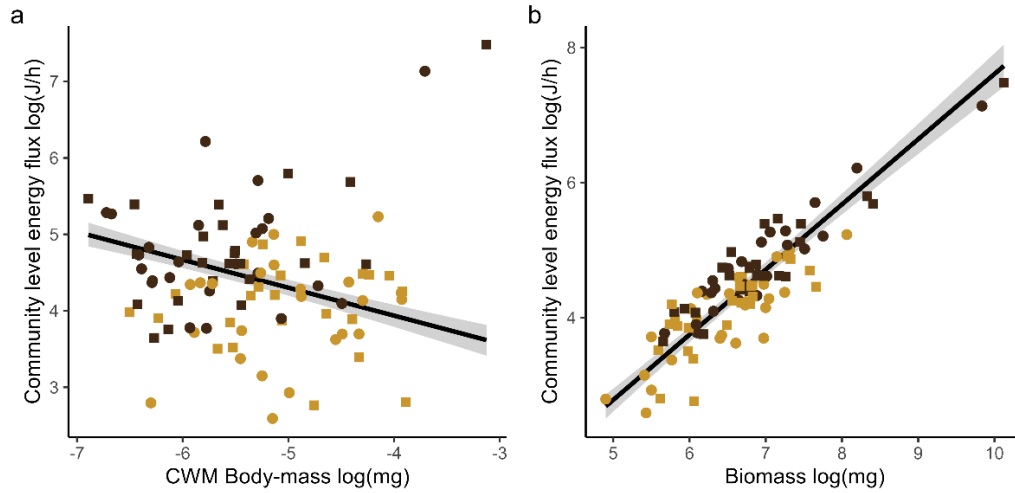 a
Community level energy flux log(J/h)
7
6
5
4
3
-7 -6 -5 -4 -3
CWM Body-mass log(mg)
b
Community level energy flux log(J/h)
8
6
4
5 6 7 8 9 10
Biomass log(mg)